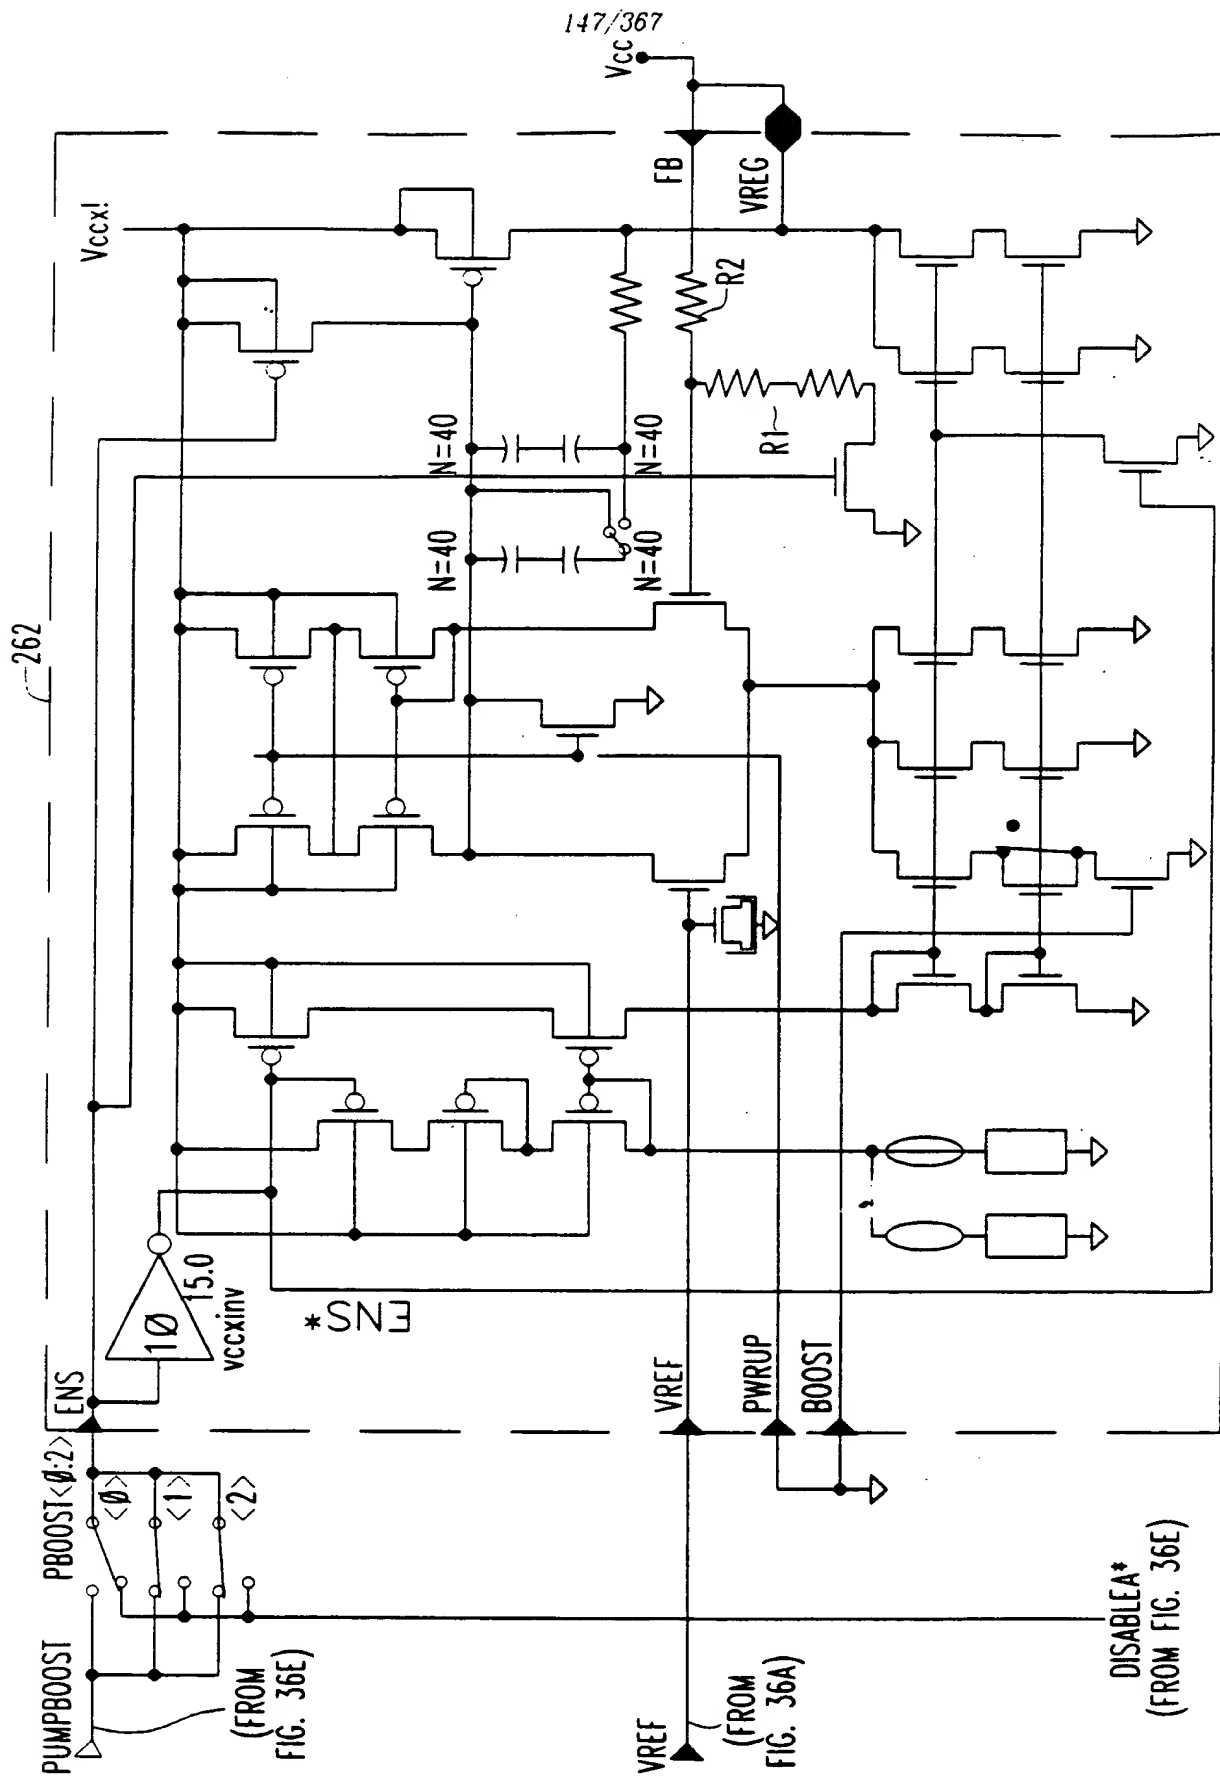 147/367
262
Vccx!
Vcc
FB
VREG
R2
R1
N=40
N=40
N=40
N=40
ENS
10
15.0
vccxinv
ENS*
VREF
PWRUP
BOOST
PUMPBOOST
PBOOST<0:2>
<0>
<1>
<2>
(FROM
FIG. 36E)
VREF
(FROM
FIG. 36A)
DISABLEA*
(FROM FIG. 36E)